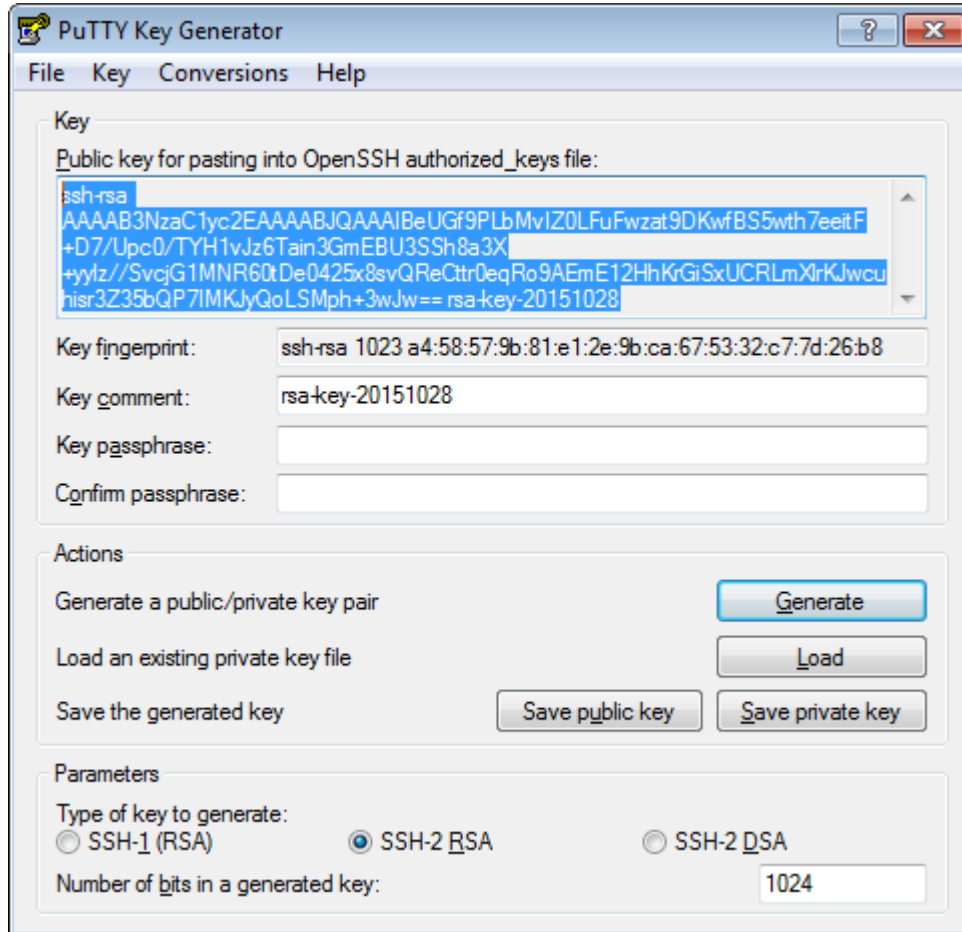 PuTTY Key Generator
File Key Conversions Help
Key
Public key for pasting into OpenSSH authorized_keys file:
ssh-rsa
AAAAB3NzaC1yc2EAAAABJQAAAIBeUGf9PLbMvIZ0LFuFwzat9DKwfBS5wth7eeitF
+D7/Upc0/TYH1vJz6Tain3GmEBU3SSh8a3X
+yylz//SvcjG1MNR60tDe0425x8svQReCttr0eqRo9AEmE12HhKrGiSxUCRLmXlrKJwcu
hisr3Z35bQP7lMKJyQoLSMph+3wJw== rsa-key-20151028
Key fingerprint: ssh-rsa 1023 a4:58:57:9b:81:e1:2e:9b:ca:67:53:32:c7:7d:26:b8
Key comment: rsa-key-20151028
Key passphrase:
Confirm passphrase:
Actions
Generate a public/private key pair Generate
Load an existing private key file Load
Save the generated key Save public key Save private key
Parameters
Type of key to generate:
SSH-1 (RSA) SSH-2 RSA SSH-2 DSA
Number of bits in a generated key: 1024